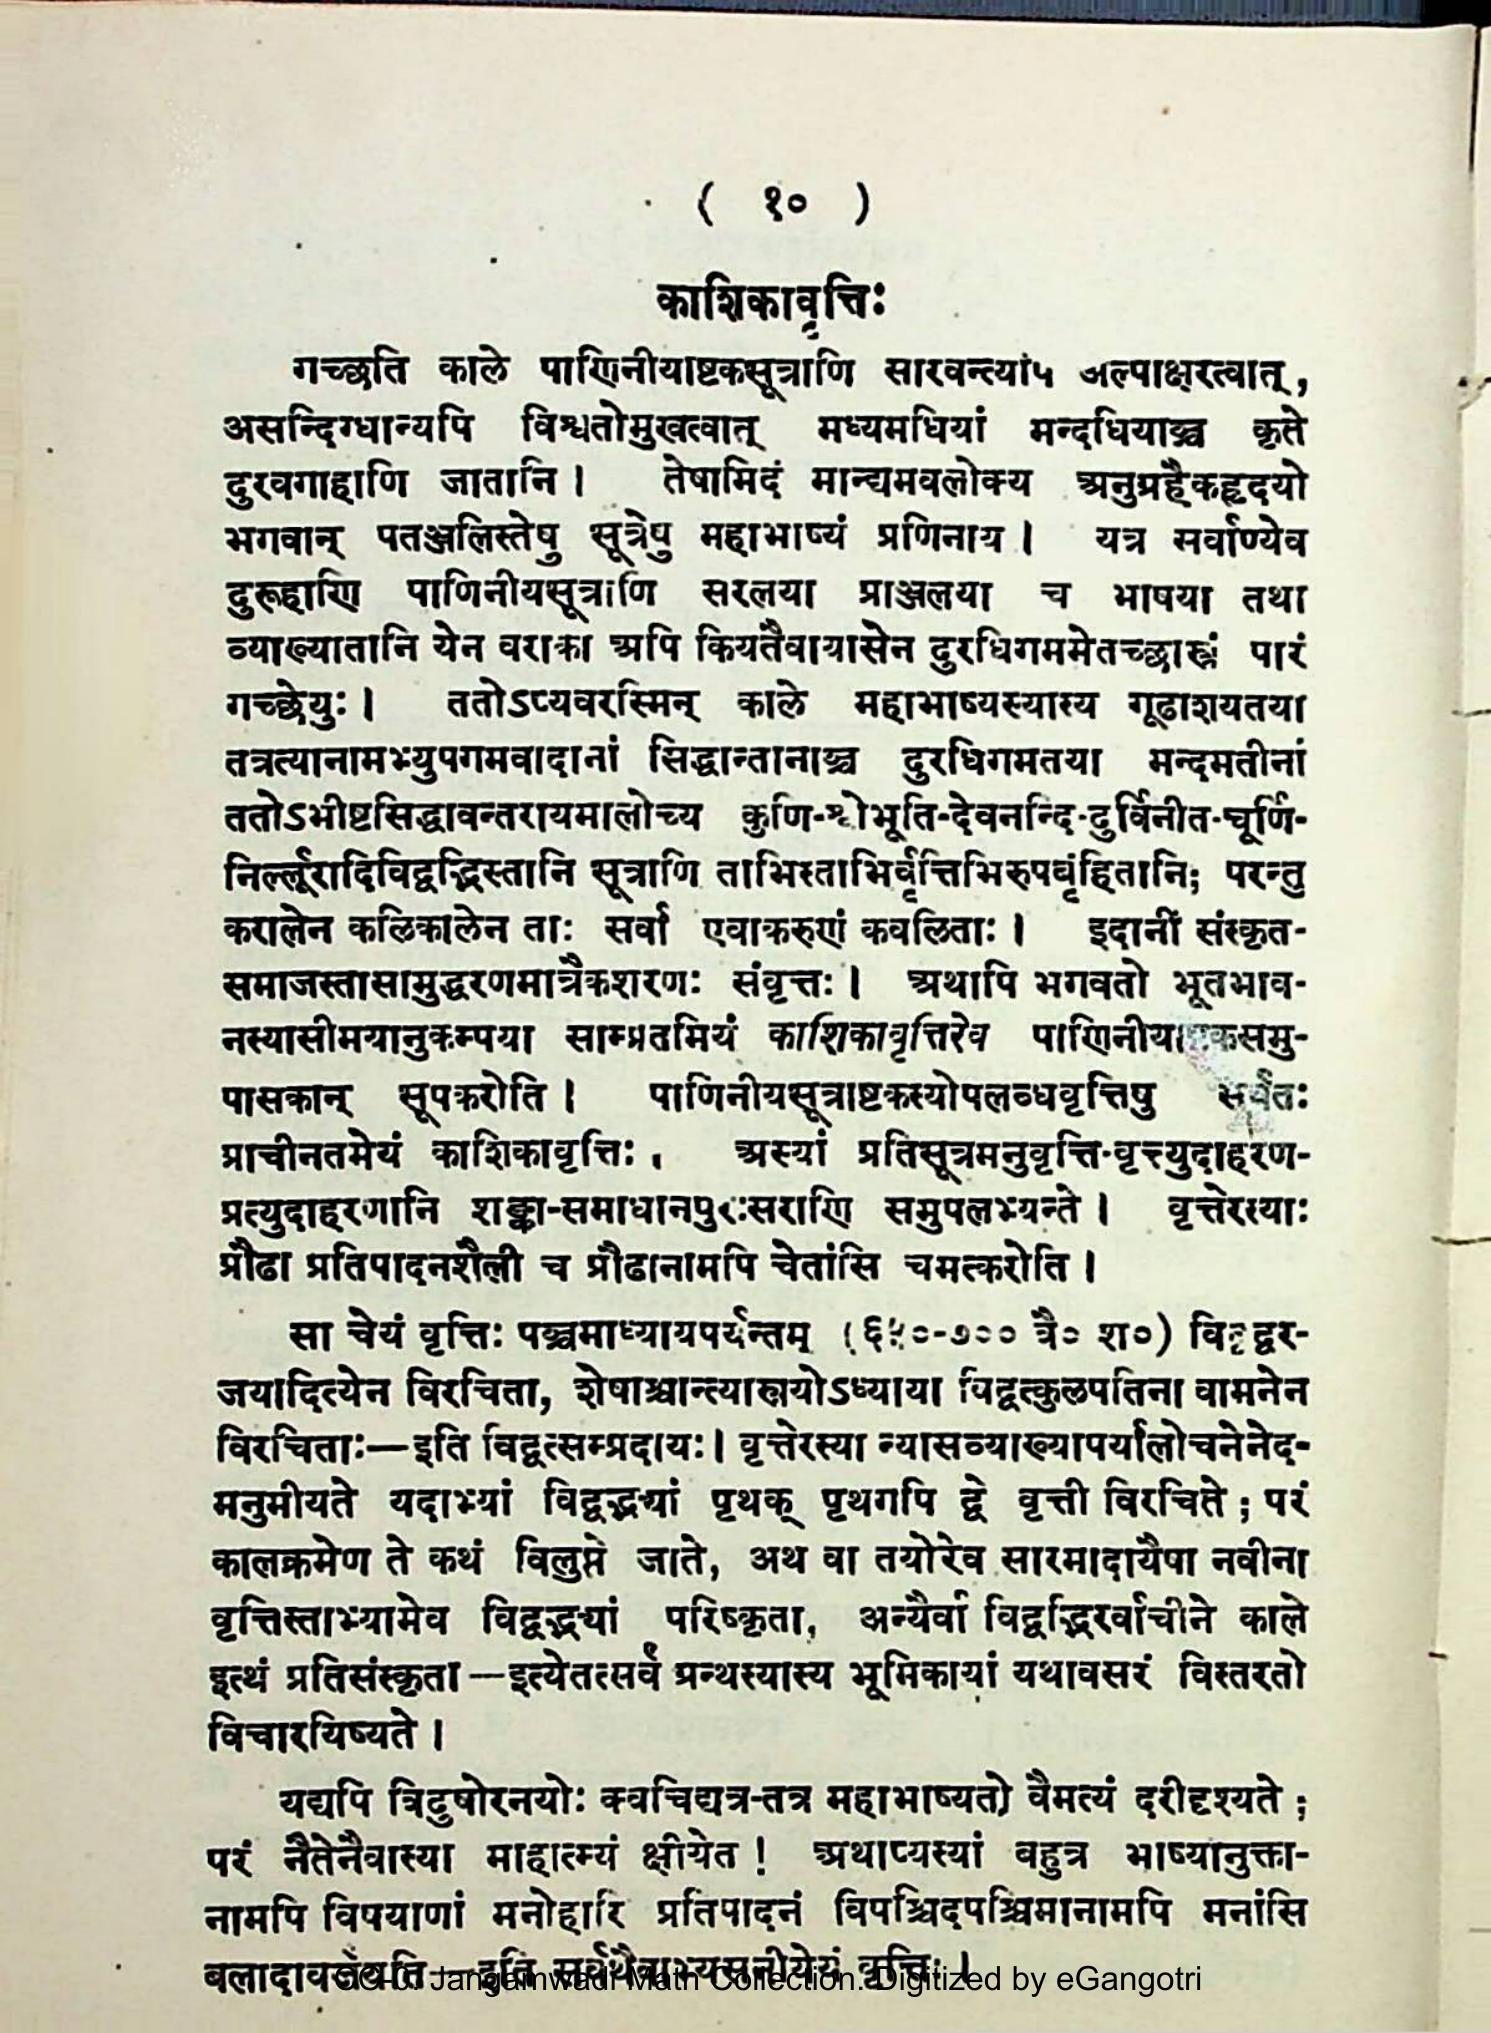 ( १० )
काशिकावृत्तिः
गच्छति काले पाणिनीयाष्टकसूत्राणि सारवन्त्यपि अल्पाक्षरत्वात्,
असन्दिग्धान्यपि विश्वतोमुखत्वात् मध्यमधियां मन्दधियाञ्च कृते
दुरवगाहाणि जातानि । तेषामिदं मान्द्यमवलोक्य अनुग्रहैकहृदयो
भगवान् पतञ्जलिस्तेषु सूत्रेषु महाभाष्यं प्रणिनाय । यत्र सर्वाण्येव
दुरूहाणि पाणिनीयसूत्राणि सरलया प्राञ्जलया च भाषया तथा
व्याख्यातानि येन वराका अपि कियतैवायासेन दुरधिगममेतच्छास्त्रं पारं
गच्छेयुः । ततोऽप्यवरस्मिन् काले महाभाष्यस्यास्य गूढाशयतया
तत्रत्यानामभ्युपगमवादानां सिद्धान्तानाञ्च दुरधिगमतया मन्दमतीनां
ततोऽभीष्टसिद्धावन्तरायमालोच्य कुणि-श्वोभूति-देवनन्दि-दुर्विनीत-चूर्णि-
निर्ल्लूरादिविद्वद्भिस्तानि सूत्राणि ताभिस्ताभिर्वृत्तिभिरुपबृंहितानि; परन्तु
करालेन कलिकालेन ताः सर्वा एवाकरुणं कवलिताः । इदानीं संस्कृत-
समाजस्तासामुद्धरणमात्रैकशरणः संवृत्तः । अथापि भगवतो भूतभाव-
नस्यासीमयानुकम्पया साम्प्रतमियं काशिकावृत्तिरेव पाणिनीयाष्टकसमु-
पासकान् सूपकरोति । पाणिनीयसूत्राष्टकस्योपलब्धवृत्तिषु सर्वतः
प्राचीनतमेयं काशिकावृत्तिः । अस्यां प्रतिसूत्रमनुवृत्ति-वृत्त्युदाहरण-
प्रत्युदाहरणानि शङ्का-समाधानपुरःसराणि समुपलभ्यन्ते । वृत्तेरस्याः
प्रौढा प्रतिपादनशैली च प्रौढानामपि चेतांसि चमत्करोति ।
सा चेयं वृत्तिः पञ्चमाध्यायपर्यन्तम् (६५०-७०० वै० श०) विद्वद्वर-
जयादित्येन विरचिता, शेषाश्चान्त्यास्त्रयोऽध्याया विद्वत्कुलपतिना वामनेन
विरचिताः—इति विद्वत्सम्प्रदायः। वृत्तेरस्या न्यासव्याख्यापर्यालोचनेनेद-
मनुमीयते यदाभ्यां विद्वद्भ्यां पृथक् पृथगपि द्वे वृत्ती विरचिते ; परं
कालक्रमेण ते कथं विलुप्ते जाते, अथ वा तयोरेव सारमादायैषा नवीना
वृत्तिस्ताभ्यामेव विद्वद्भ्यां परिष्कृता, अन्यैर्वा विद्वद्भिरर्वाचीने काले
इत्थं प्रतिसंस्कृता—इत्येतत्सर्वं ग्रन्थस्यास्य भूमिकायां यथावसरं विस्तरतो
विचारयिष्यते ।
यद्यपि विदुषोरनयोः क्वचिद्यत्र-तत्र महाभाष्यतो वैमत्यं दरीदृश्यते ;
परं नैतेनैवास्या माहात्म्यं क्षीयेत ! अथाप्यस्यां बहुत्र भाष्यानुक्ता-
नामपि विषयाणां मनोहारि प्रतिपादनं विपश्चिदपश्चिमानामपि मनांसि
बलादावर्तयति—इति सर्वथैवाभ्यसनीयेयं वृत्तिः ।
CC-0. Jangamwadi Math Collection. Digitized by eGangotri